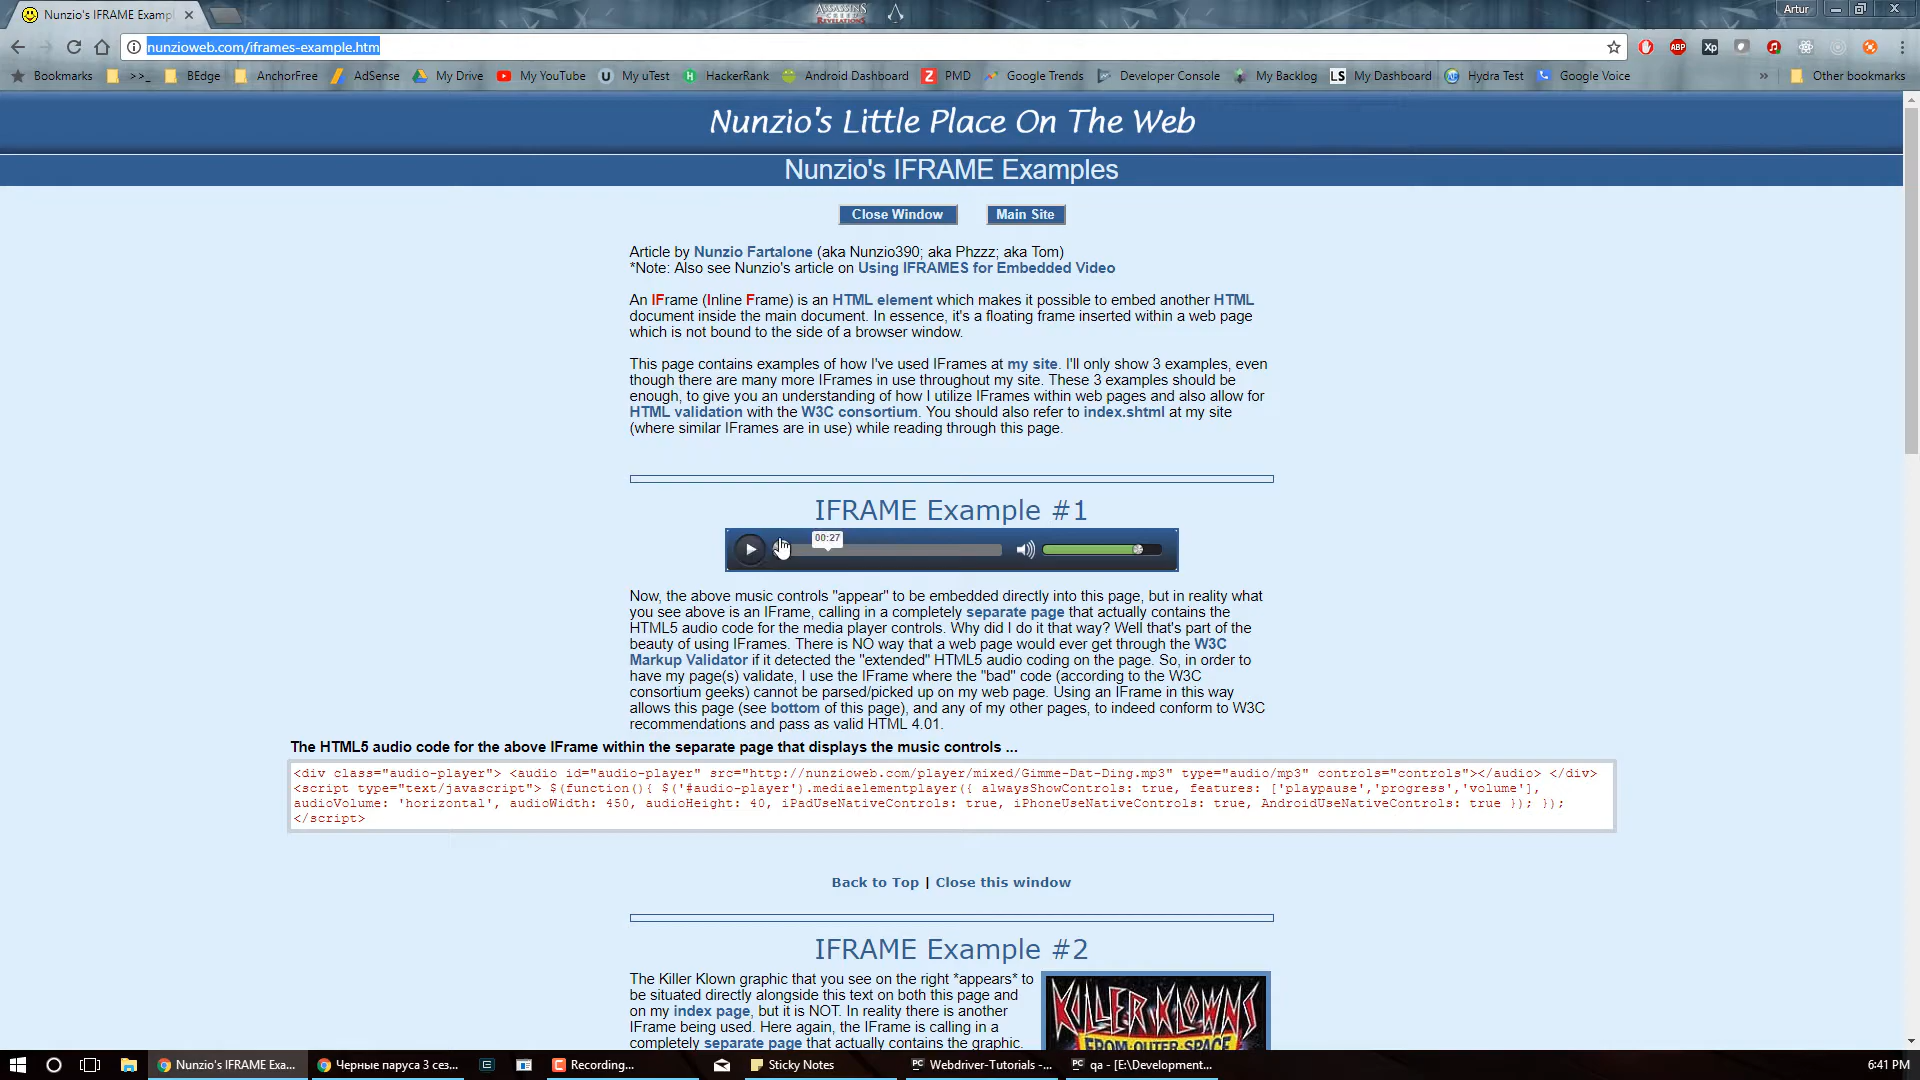 Nunzio's IFRAME Examp
ASSASSINS
CREED
REVELATIONS
Artur
nunzioweb.com/iframes-example.htm
ABP
Xp
Bookmarks
>>_
BEdge
AnchorFree
AdSense
My Drive
My YouTube
My uTest
HackerRank
Android Dashboard
PMD
Google Trends
Developer Console
My Backlog
LS My Dashboard
Hydra Test
Google Voice
»
Other bookmarks
Nunzio's Little Place On The Web
Nunzio's IFRAME Examples
Close Window
Main Site
Article by Nunzio Fartalone (aka Nunzio390; aka Phzzz; aka Tom)
*Note: Also see Nunzio's article on Using IFRAMES for Embedded Video
An IFrame (Inline Frame) is an HTML element which makes it possible to embed another HTML
document inside the main document. In essence, it's a floating frame inserted within a web page
which is not bound to the side of a browser window.
This page contains examples of how I've used IFrames at my site. I'll only show 3 examples, even
though there are many more IFrames in use throughout my site. These 3 examples should be
enough, to give you an understanding of how I utilize IFrames within web pages and also allow for
HTML validation with the W3C consortium. You should also refer to index.shtml at my site
(where similar IFrames are in use) while reading through this page.
IFRAME Example #1
00:27
Now, the above music controls "appear" to be embedded directly into this page, but in reality what
you see above is an IFrame, calling in a completely separate page that actually contains the
HTML5 audio code for the media player controls. Why did I do it that way? Well that's part of the
beauty of using IFrames. There is NO way that a web page would ever get through the W3C
Markup Validator if it detected the "extended" HTML5 audio coding on the page. So, in order to
have my page(s) validate, I use the IFrame where the "bad" code (according to the W3C
consortium geeks) cannot be parsed/picked up on my web page. Using an IFrame in this way
allows this page (see bottom of this page), and any of my other pages, to indeed conform to W3C
recommendations and pass as valid HTML 4.01.
The HTML5 audio code for the above IFrame within the separate page that displays the music controls ...
<div class="audio-player"> <audio id="audio-player" src="http://nunzioweb.com/player/mixed/Gimme-Dat-Ding.mp3" type="audio/mp3" controls="controls"></audio> </div>
<script type="text/javascript"> $(function(){ $('#audio-player').mediaelementplayer({ alwaysShowControls: true, features: ['playpause','progress','volume'],
audioVolume: 'horizontal', audioWidth: 450, audioHeight: 40, iPadUseNativeControls: true, iPhoneUseNativeControls: true, AndroidUseNativeControls: true }); });
</script>
Back to Top | Close this window
IFRAME Example #2
The Killer Klown graphic that you see on the right *appears* to
be situated directly alongside this text on both this page and
on my index page, but it is NOT. In reality there is another
IFrame being used. Here again, the IFrame is calling in a
completely separate page that actually contains the graphic.
KILLER KLOWNS
FROM OUTER SPACE
Nunzio's IFRAME Exa...
Черные паруса 3 сез...
Recording...
Sticky Notes
Webdriver-Tutorials -...
qa - [E:\Development...
6:41 PM